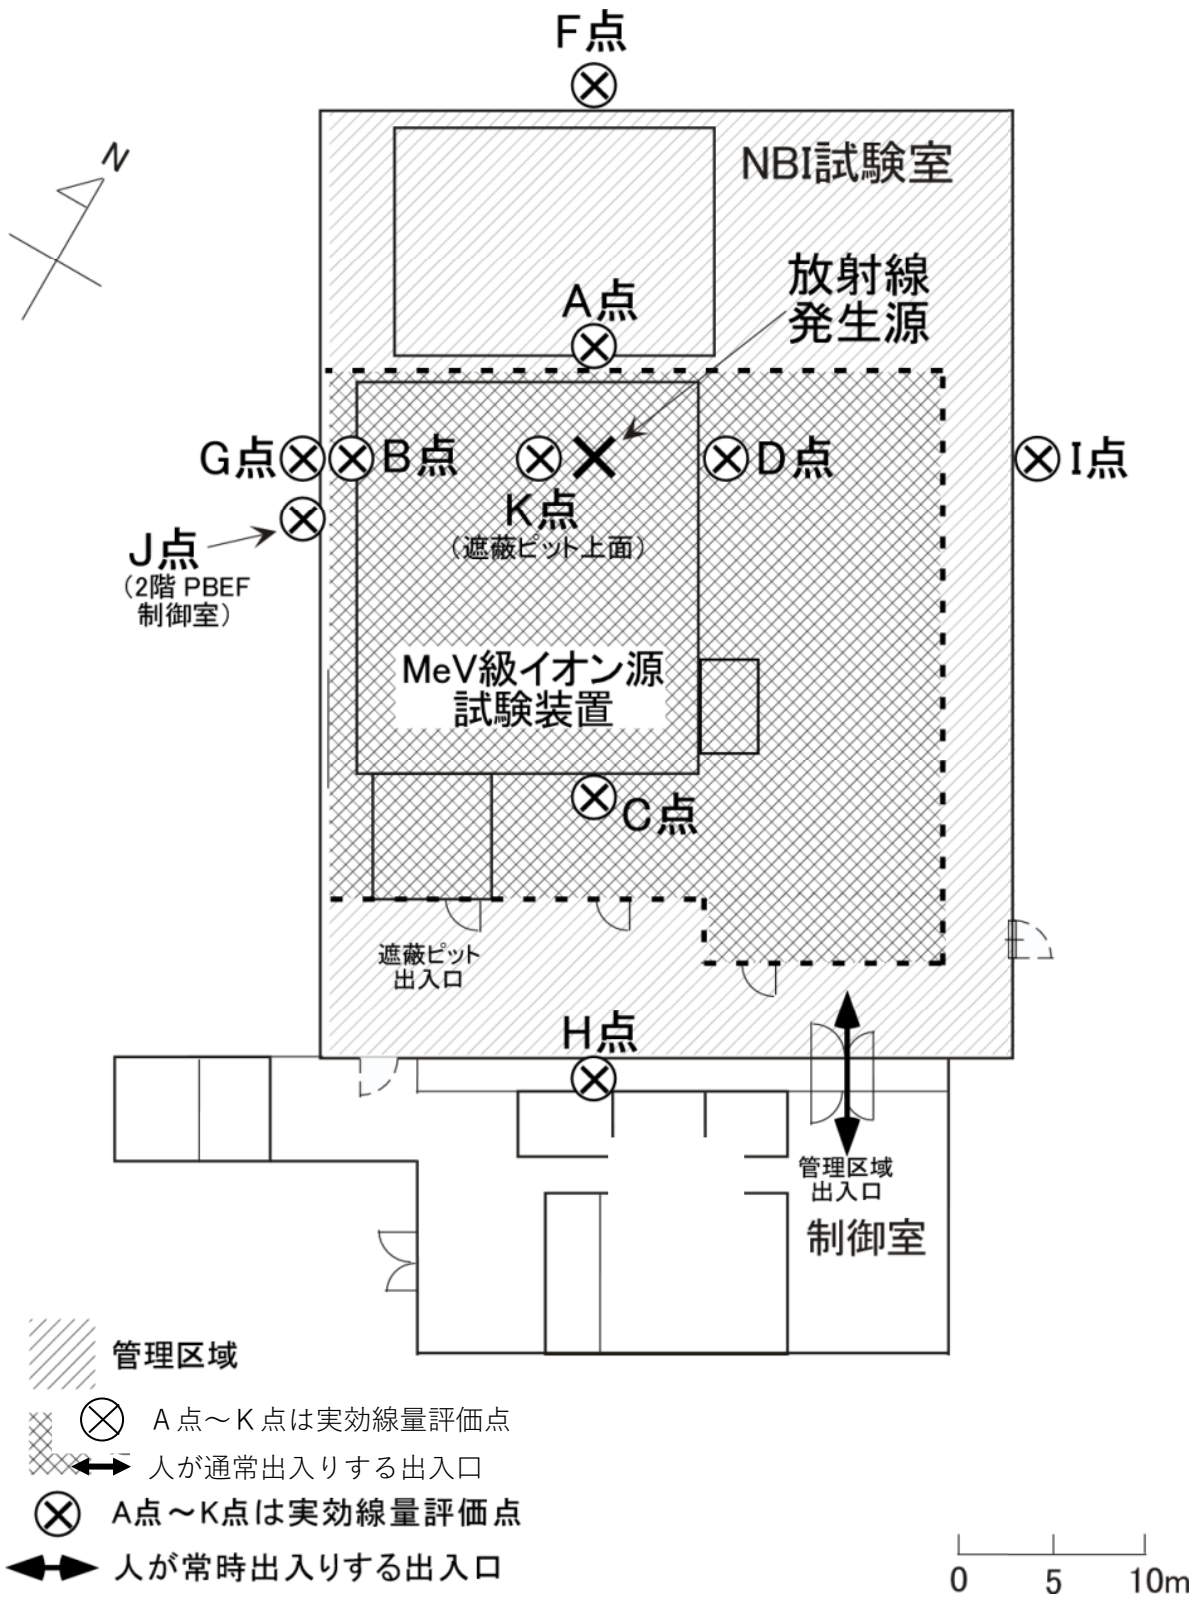 F点
N
NBI試験室
放射線
発生源
A点
G点
B点
D点
I点
K点
（遮蔽ピット上面）
J点
（2階 PBEF
制御室）
MeV級イオン源
試験装置
C点
遮蔽ピット
出入口
H点
管理区域
出入口
制御室
管理区域
A点～K点は実効線量評価点
人が通常出入りする出入口
A点～K点は実効線量評価点
人が常時出入りする出入口
0 5 10m